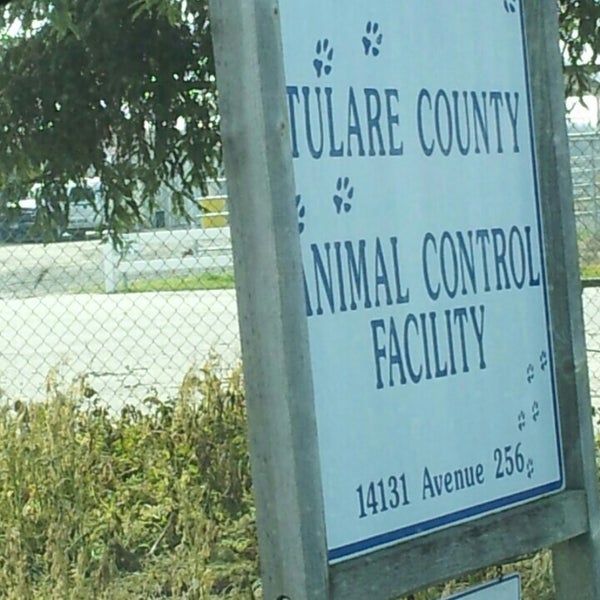 TULARE COUNTY
ANIMAL CONTROL
FACILITY
14131 Avenue 256